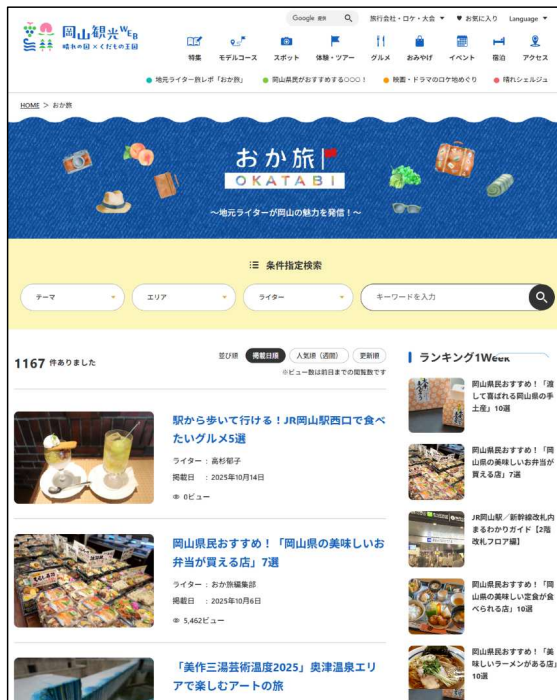 岡山観光WEB
晴れの国×くだもの王国
Google 提供
旅行会社・ロケ・大会 ▼
♥ お気に入り
Language ▼
特集
モデルコース
スポット
体験・ツアー
グルメ
おみやげ
イベント
宿泊
アクセス
地元ライター旅レポ「おか旅」
岡山県民がおすすめする○○○！
映画・ドラマのロケ地めぐり
晴れシェルジュ
HOME > おか旅
おか旅
OKATABI
～地元ライターが岡山の魅力を発信！～
条件指定検索
テーマ
エリア
ライター
キーワードを入力
1167 件ありました
並び順
掲載日順
人気順（週間）
更新順
※ビュー数は前日までの閲覧数です
駅から歩いて行ける！JR岡山駅西口で食べ
たいグルメ5選
ライター：高杉郁子
掲載日 ：2025年10月14日
0ビュー
岡山県民おすすめ！「岡山県の美味しいお
弁当が買える店」7選
ライター：おか旅編集部
掲載日 ：2025年10月6日
5,462ビュー
「美作三湯芸術温度2025」奥津温泉エリ
アで楽しむアートの旅
ランキング1Week
岡山県民おすすめ！「渡
して喜ばれる岡山県の手
土産」10選
岡山県民おすすめ！「岡
山県の美味しいお弁当が
買える店」7選
JR岡山駅／新幹線改札内
まるわかりガイド【2階
改札フロア編】
岡山県民おすすめ！「岡
山県の美味しい定食が食
べられる店」10選
岡山県民おすすめ！「美
味しいラーメンがある店」
10選